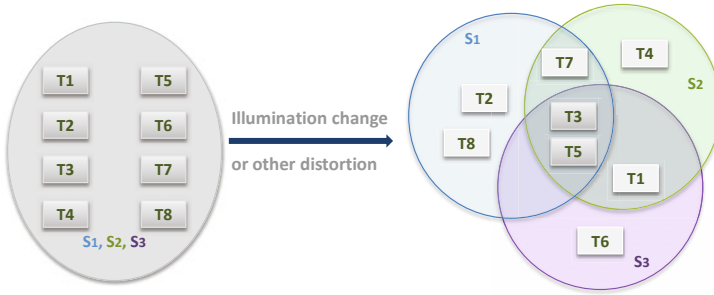 T1 T5
T2 T6
T3 T7
T4 T8
S1, S2, S3
Illumination change
or other distortion
S1
T7
T4
S2
T2
T3
T8
T5
T1
T6
S3